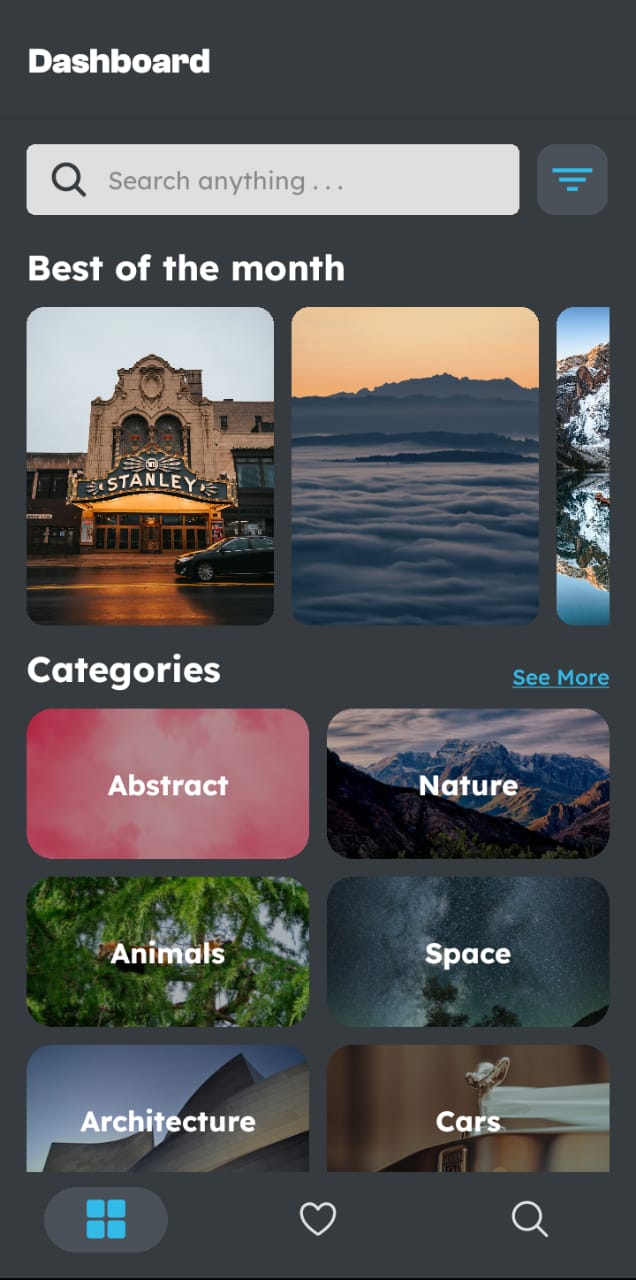 Dashboard
Search anything . . .
Best of the month
STANLEY
Categories
See More
Abstract
Nature
Animals
Space
Architecture
Cars